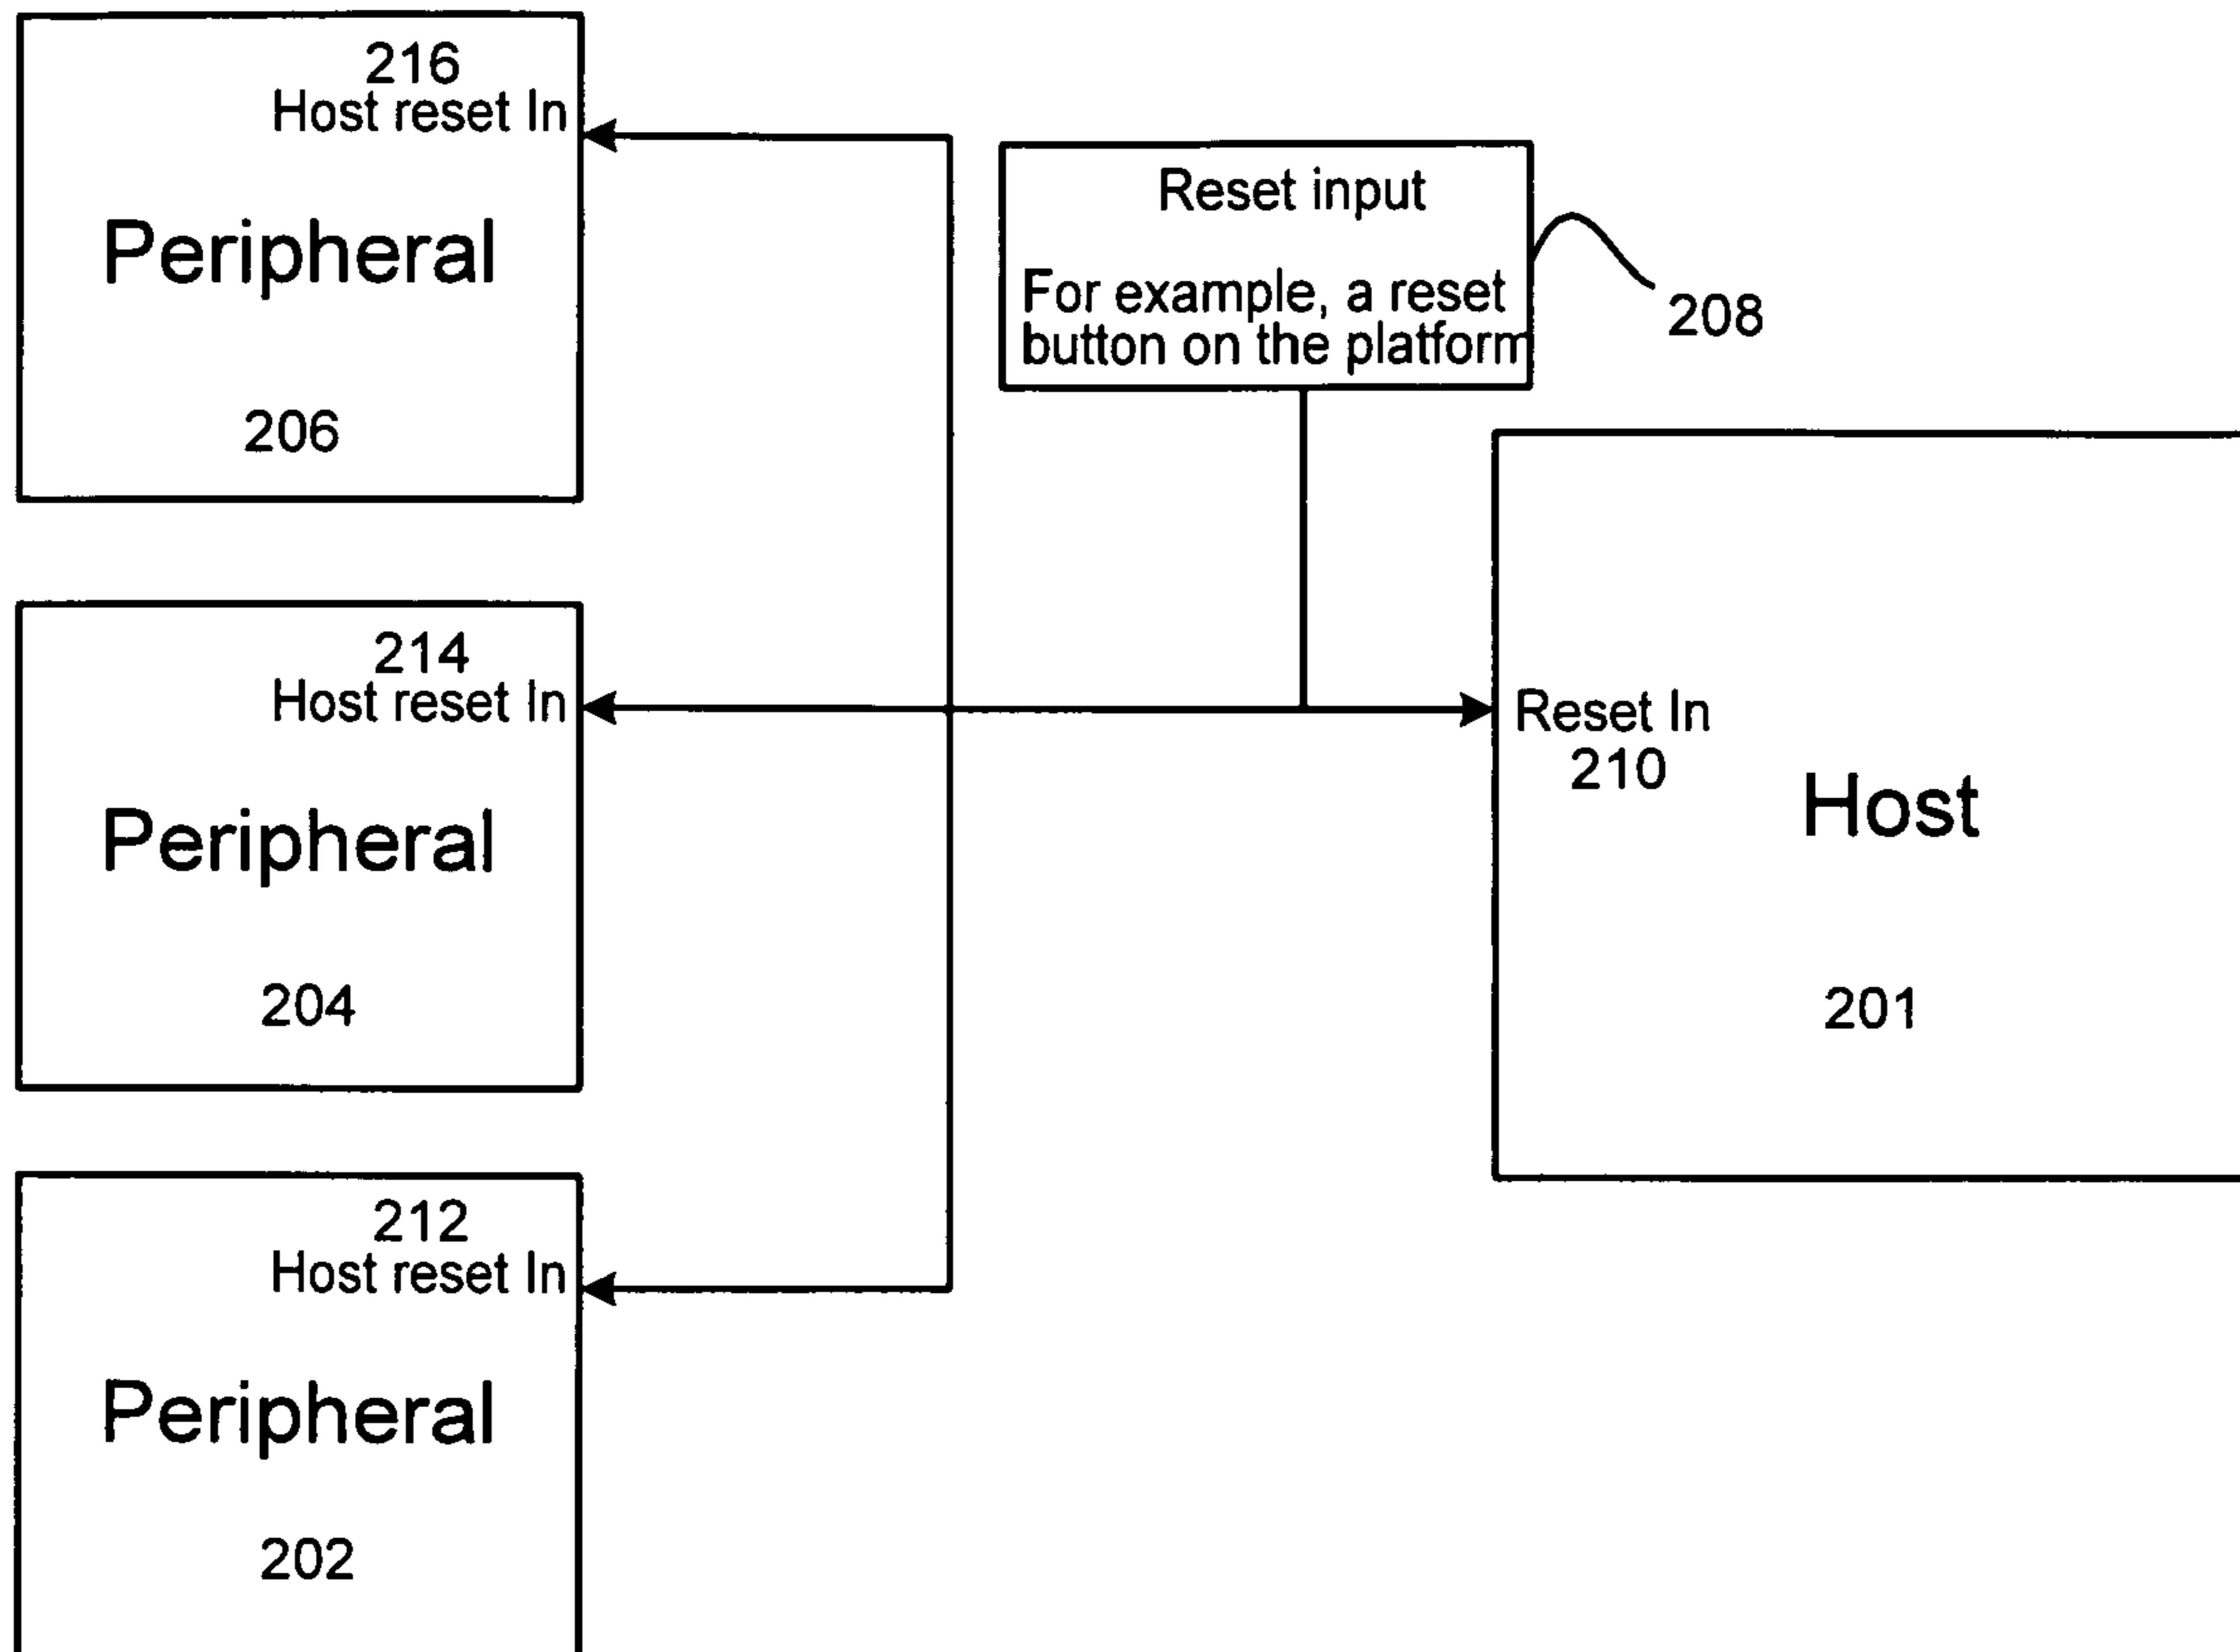 216
Host reset In
Peripheral
206
Reset input
For example, a reset
button on the platform
208
214
Host reset In
Peripheral
204
Reset In
210
Host
201
212
Host reset In
Peripheral
202